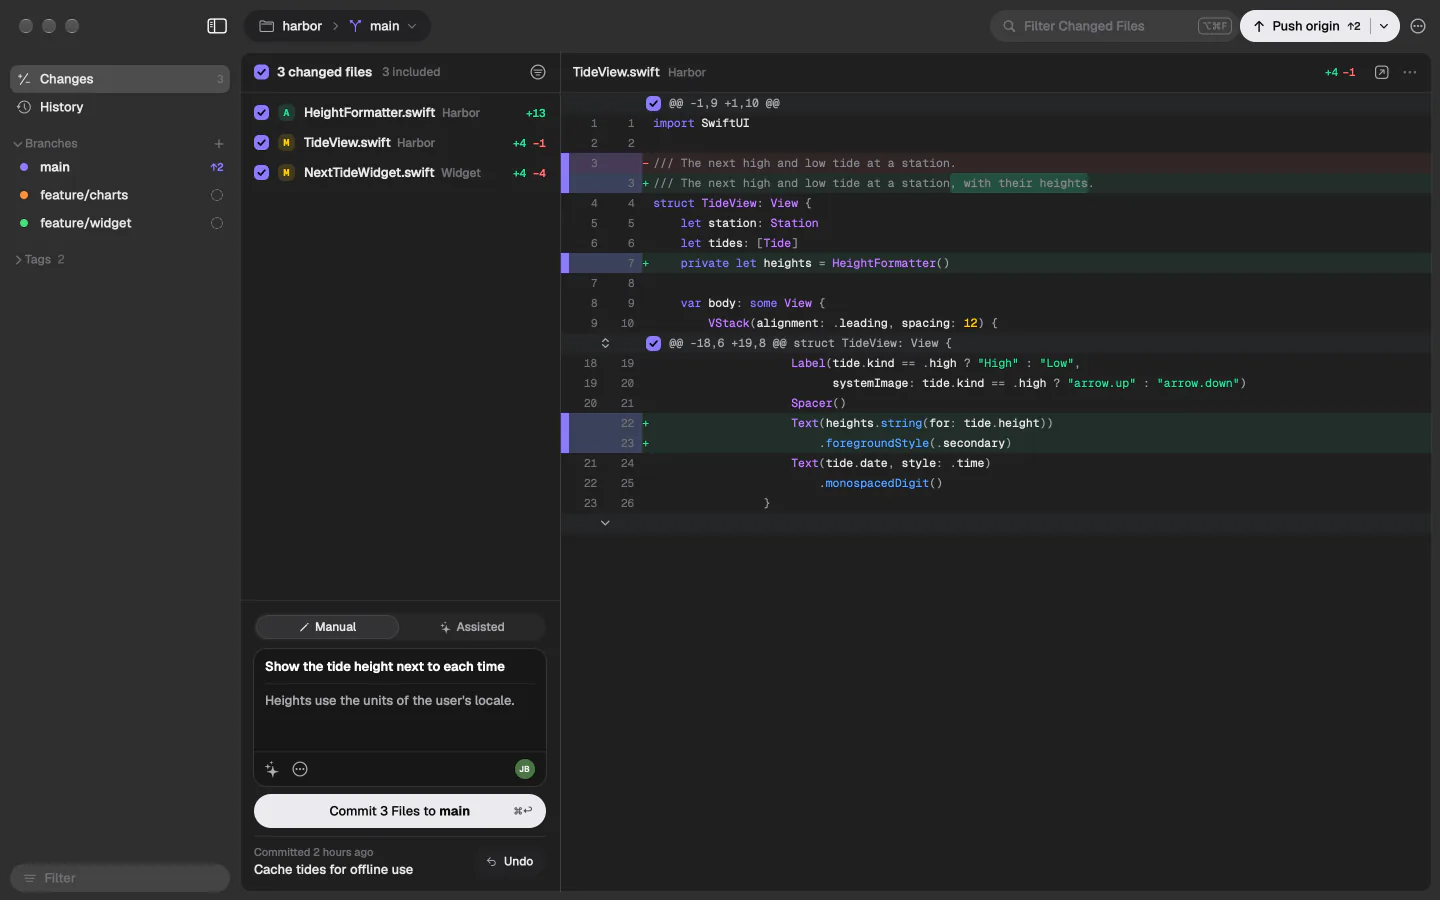 harbor
main
Filter Changed Files
⌥⌘F
Push origin ↑2
Changes 3
History
Branches
main ↑2
feature/charts
feature/widget
Tags 2
Filter
3 changed files 3 included
A HeightFormatter.swift Harbor +13
M TideView.swift Harbor +4 −1
M NextTideWidget.swift Widget +4 −4
Manual
Assisted
Show the tide height next to each time
Heights use the units of the user's locale.
JB
Commit 3 Files to main ⌘↩
Committed 2 hours ago
Cache tides for offline use
Undo
TideView.swift Harbor +4 −1
@@ -1,9 +1,10 @@
1 1 import SwiftUI
2 2
3 − /// The next high and low tide at a station.
3 + /// The next high and low tide at a station, with their heights.
4 4 struct TideView: View {
5 5 let station: Station
6 6 let tides: [Tide]
7 + private let heights = HeightFormatter()
7 8
8 9 var body: some View {
9 10 VStack(alignment: .leading, spacing: 12) {
@@ -18,6 +19,8 @@ struct TideView: View {
18 19 Label(tide.kind == .high ? "High" : "Low",
19 20 systemImage: tide.kind == .high ? "arrow.up" : "arrow.down")
20 21 Spacer()
22 + Text(heights.string(for: tide.height))
23 + .foregroundStyle(.secondary)
21 24 Text(tide.date, style: .time)
22 25 .monospacedDigit()
23 26 }